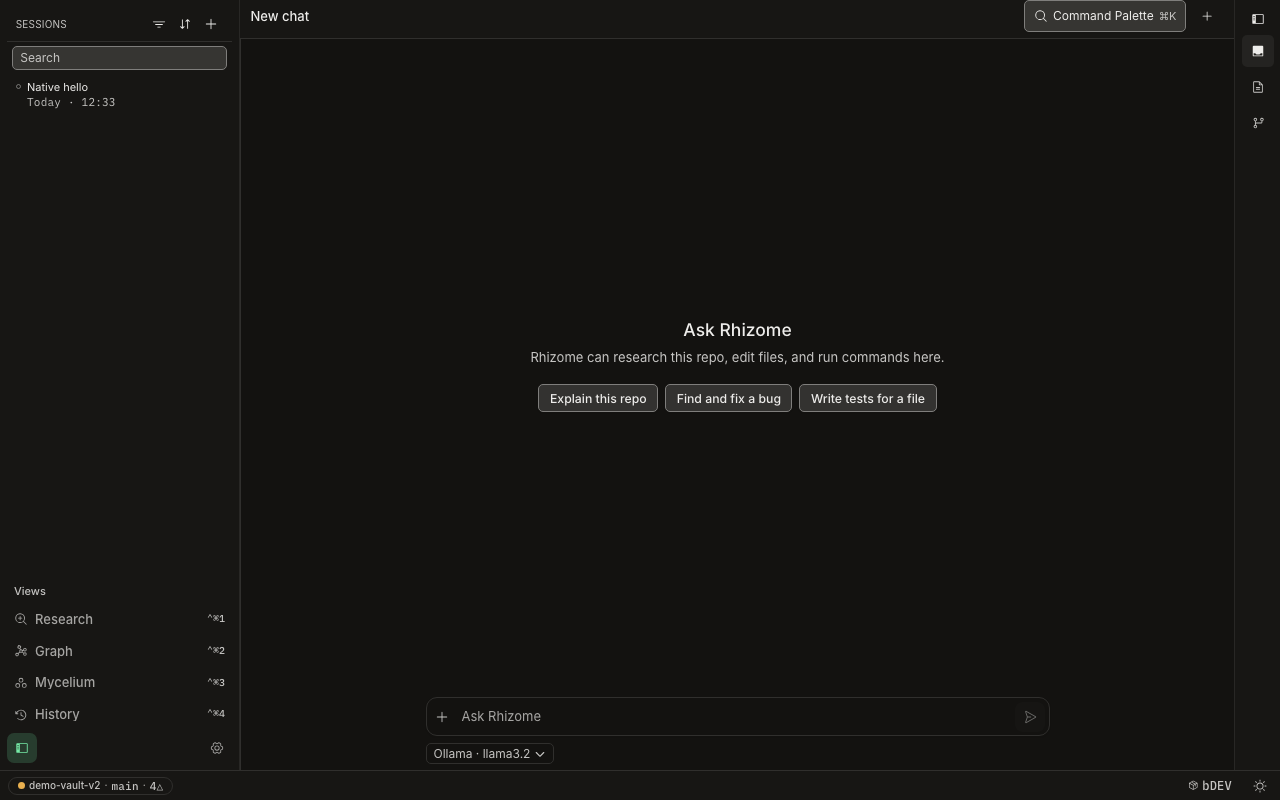 SESSIONS
Search
Native hello
Today · 12:33
Views
Research ⌃⌘1
Graph ⌃⌘2
Mycelium ⌃⌘3
History ⌃⌘4
New chat
Command Palette ⌘K
Ask Rhizome
Rhizome can research this repo, edit files, and run commands here.
Explain this repo
Find and fix a bug
Write tests for a file
Ask Rhizome
Ollama · llama3.2
demo-vault-v2 · main · 4△
bDEV